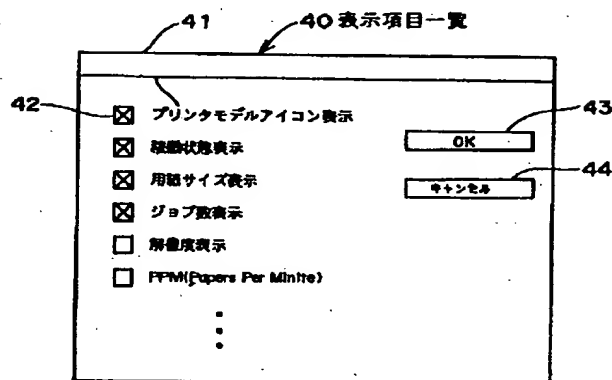 41
40 表示項目一覧
42
プリンタモデルアイコン表示
稼働状態表示
用紙サイズ表示
ジョブ数表示
解像度表示
PPM(Papers Per Minite)
OK
43
キャンセル
44